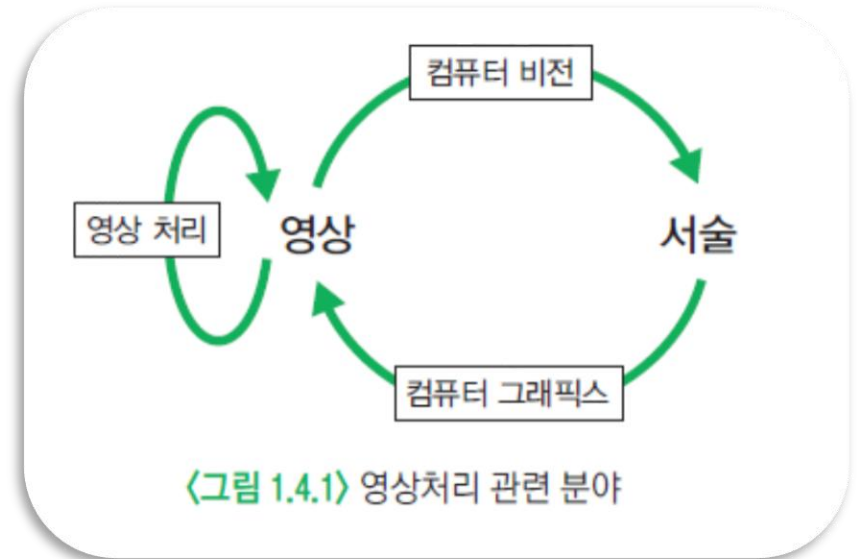 컴퓨터 비전
영상 처리
영상
서술
컴퓨터 그래픽스
〈그림 1.4.1〉 영상처리 관련 분야